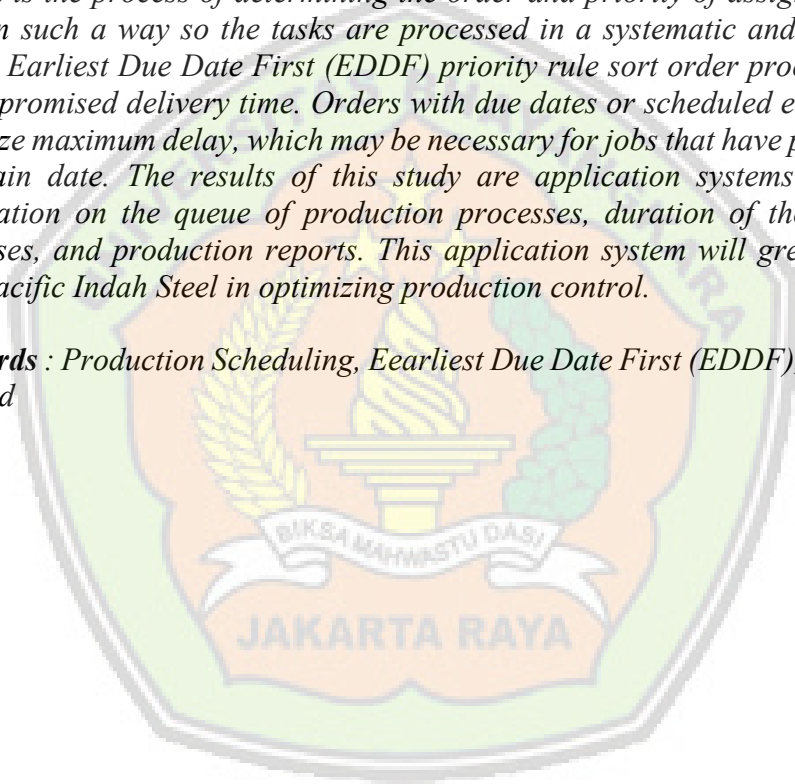 is the process of determining the order and priority of assig
n such a way so the tasks are processed in a systematic and
Earliest Due Date First (EDDF) priority rule sort order pro
promised delivery time. Orders with due dates or scheduled e
ze maximum delay, which may be necessary for jobs that have p
ain date. The results of this study are application systems
ation on the queue of production processes, duration of the
ses, and production reports. This application system will gre
acific Indah Steel in optimizing production control.
rds : Production Scheduling, Eearliest Due Date First (EDDF)
d
UNIVERSITAS BHAYANGKARA
BIKSA MAHWASTU DASI
JAKARTA RAYA